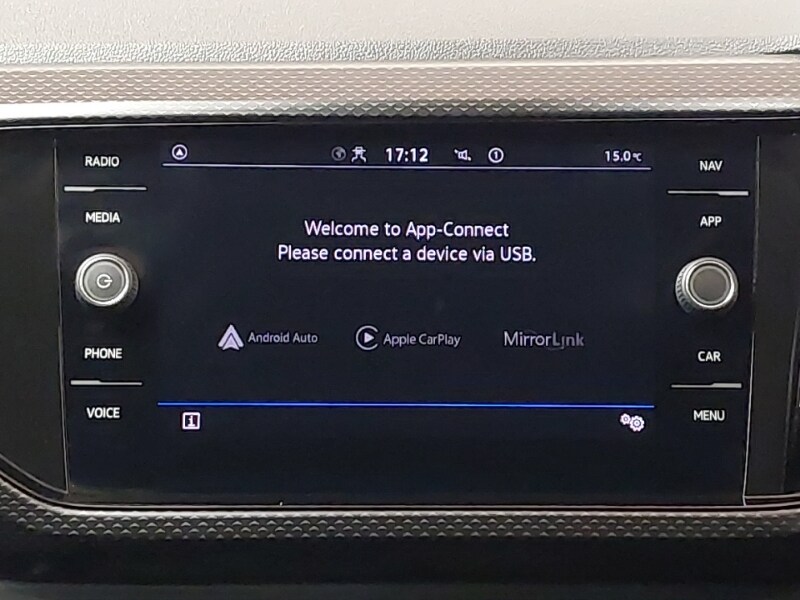 RADIO
MEDIA
PHONE
VOICE
17:12
1
15.0°C
Welcome to App-Connect
Please connect a device via USB.
Android Auto
Apple CarPlay
MirrorLink
i
NAV
APP
CAR
MENU